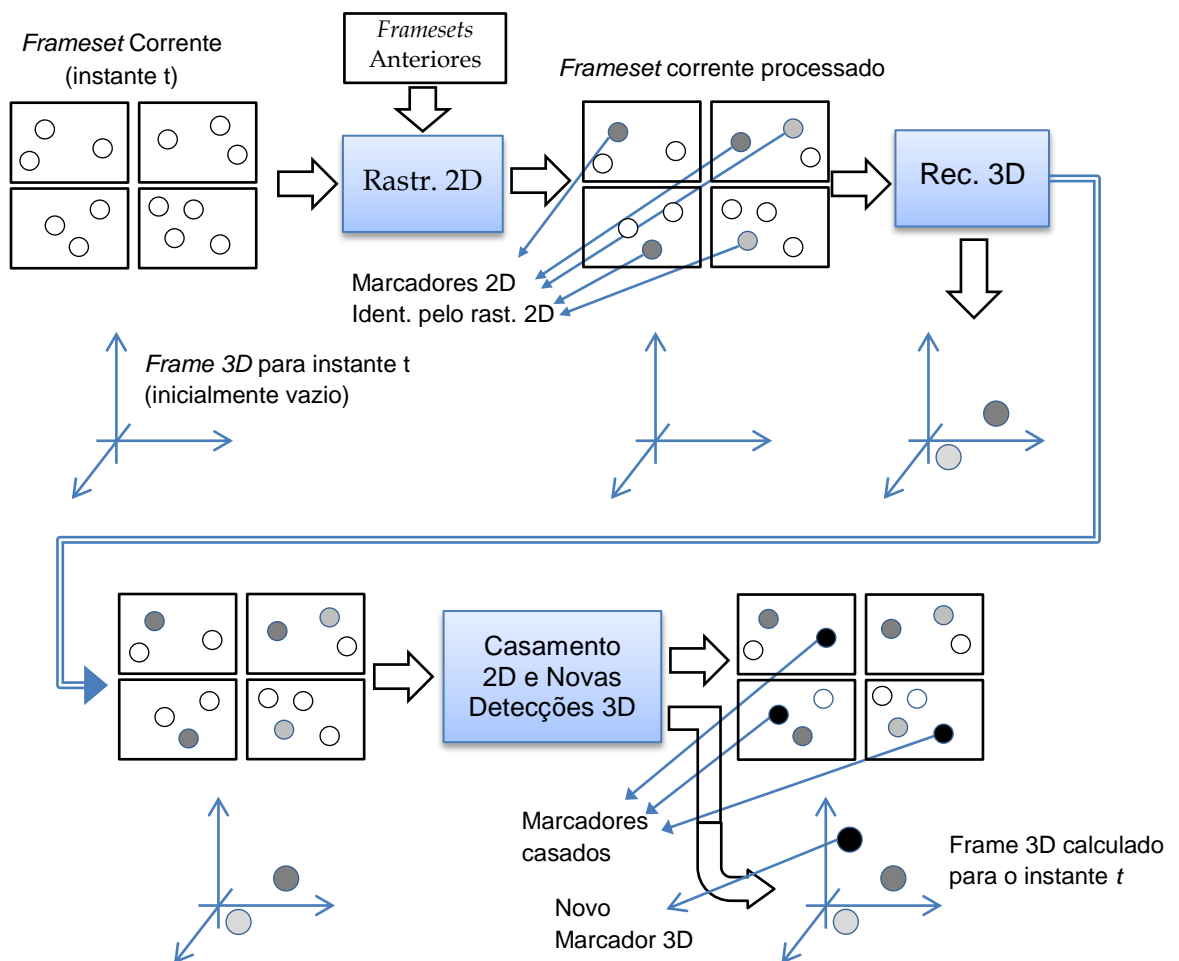 Frameset Corrente
(instante t)
Framesets
Anteriores
Frameset corrente processado
Rastr. 2D
Rec. 3D
Marcadores 2D
Ident. pelo rast. 2D
Frame 3D para instante t
(inicialmente vazio)
Casamento
2D e Novas
Detecções 3D
Marcadores
casados
Novo
Marcador 3D
Frame 3D calculado
para o instante t